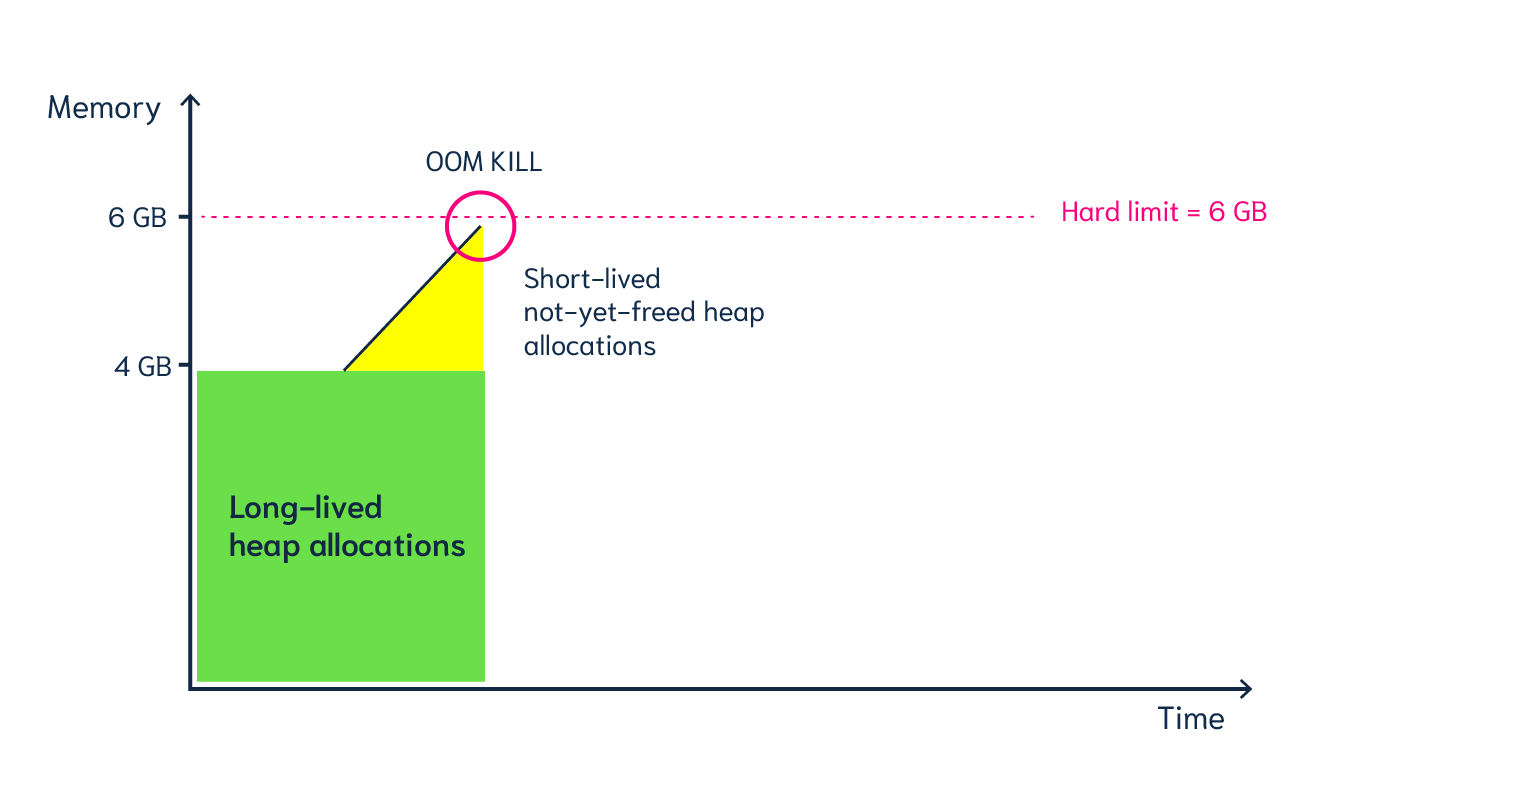 Memory
OOM KILL
6 GB
Hard limit = 6 GB
Short-lived
not-yet-freed heap
allocations
4 GB
Long-lived
heap allocations
Time